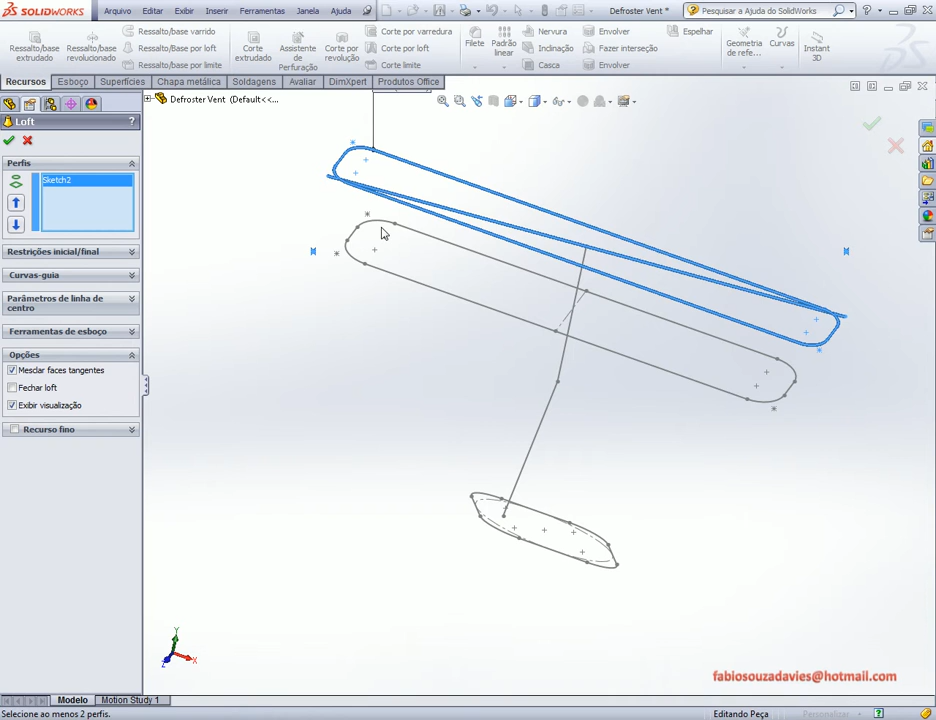 SOLIDWORKS
Arquivo Editar Exibir Inserir Ferramentas Janela Ajuda
Defroster Vent *
Pesquisar a Ajuda do SolidWorks
Ressalto/base extrudado
Ressalto/base revolucionado
Ressalto/base varrido
Ressalto/base por loft
Ressalto/base por limite
Corte extrudado
Assistente de Perfuração
Corte por revolução
Corte por varredura
Corte por loft
Corte limite
Filete
Padrão linear
Nervura
Inclinação
Casca
Envolver
Fazer interseção
Envolver
Espelhar
Geometria de refe...
Curvas
Instant 3D
Recursos Esboço Superfícies Chapa metálica Soldagens Avaliar DimXpert Produtos Office
Defroster Vent (Default<<...
Loft ?
Perfis
Sketch2
Restrições inicial/final
Curvas-guia
Parâmetros de linha de
centro
Ferramentas de esboço
Opções
Mesclar faces tangentes
Fechar loft
Exibir visualização
Recurso fino
Y
X
Z
fabiosouzadavies@hotmail.com
Modelo Motion Study 1
Selecione ao menos 2 perfis.
Editando Peça
Personalizar